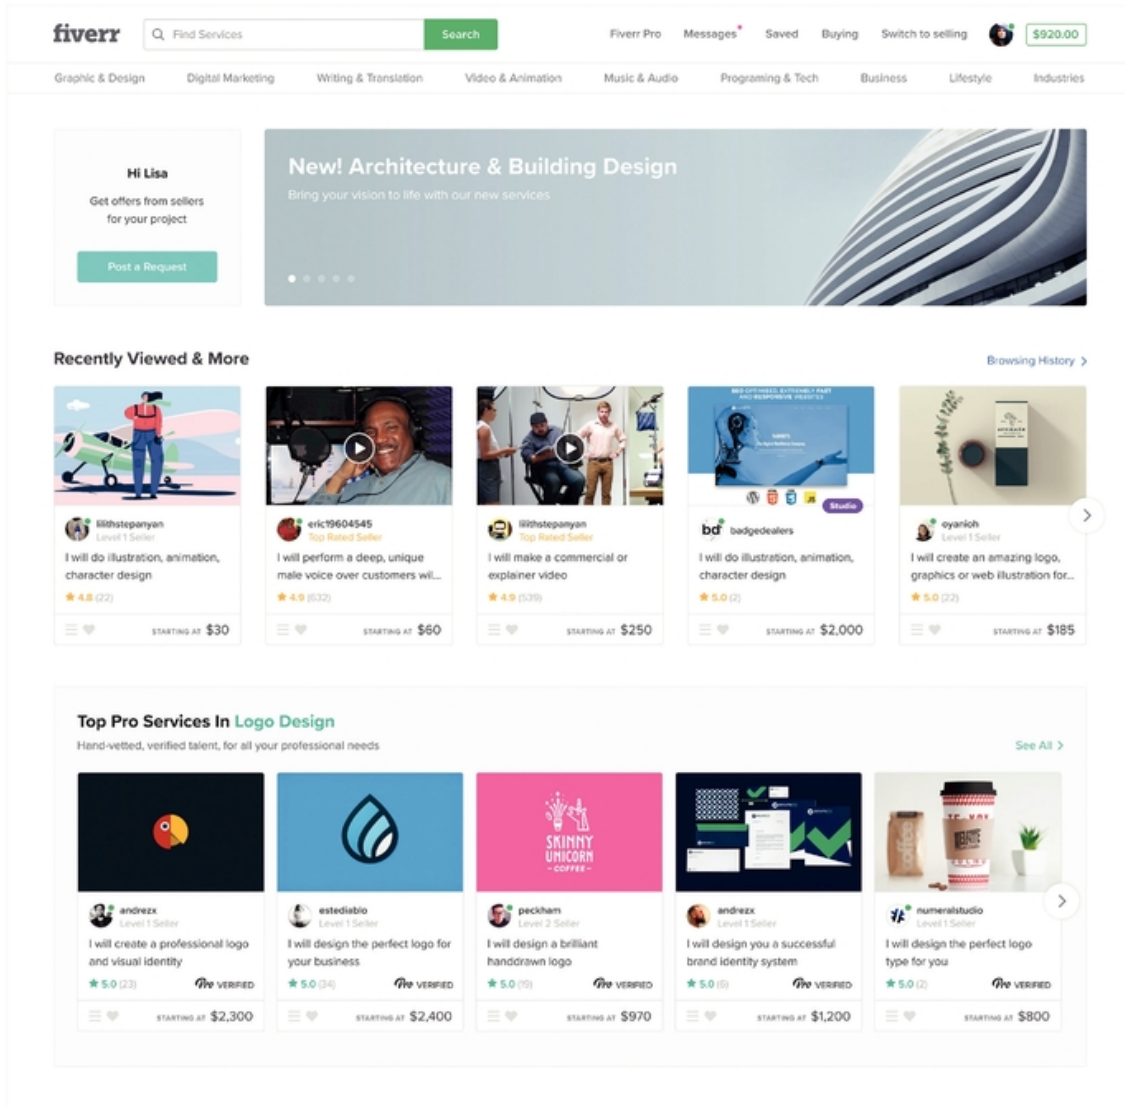 fiverr
Find Services
Search
Fiverr Pro Messages Saved Buying Switch to selling $920.00
Graphic & Design Digital Marketing Writing & Translation Video & Animation Music & Audio Programing & Tech Business Lifestyle Industries
Hi Lisa
Get offers from sellers
for your project
Post a Request
New! Architecture & Building Design
Bring your vision to life with our new services
Recently Viewed & More
Browsing History
lilithstepanyan
Level 1 Seller
I will do illustration, animation,
character design
4.8 (22)
STARTING AT $30
eric19604545
Top Rated Seller
I will perform a deep, unique
male voice over customers wil...
4.9 (632)
STARTING AT $60
lilithstepanyan
Top Rated Seller
I will make a commercial or
explainer video
4.9 (539)
STARTING AT $250
SEO OPTIMISED, EXTREMELY FAST
AND RESPONSIVE WEBSITES
Studio
bd
badgedealers
I will do illustration, animation,
character design
5.0 (2)
STARTING AT $2,000
oyanioh
Level 1 Seller
I will create an amazing logo,
graphics or web illustration for...
5.0 (22)
STARTING AT $185
Top Pro Services In Logo Design
Hand-vetted, verified talent, for all your professional needs
See All
andrezx
Level 1 Seller
I will create a professional logo
and visual identity
5.0 (23)
Pro VERIFIED
STARTING AT $2,300
estediabio
Level 1 Seller
I will design the perfect logo for
your business
5.0 (34)
Pro VERIFIED
STARTING AT $2,400
SKINNY
UNICORN
- COFFEE -
peckham
Level 2 Seller
I will design a brilliant
handdrawn logo
5.0 (19)
Pro VERIFIED
STARTING AT $970
andrezx
Level 1 Seller
I will design you a successful
brand identity system
5.0 (6)
Pro VERIFIED
STARTING AT $1,200
coffee
numeralstudio
Level 1 Seller
I will design the perfect logo
type for you
5.0 (2)
Pro VERIFIED
STARTING AT $800